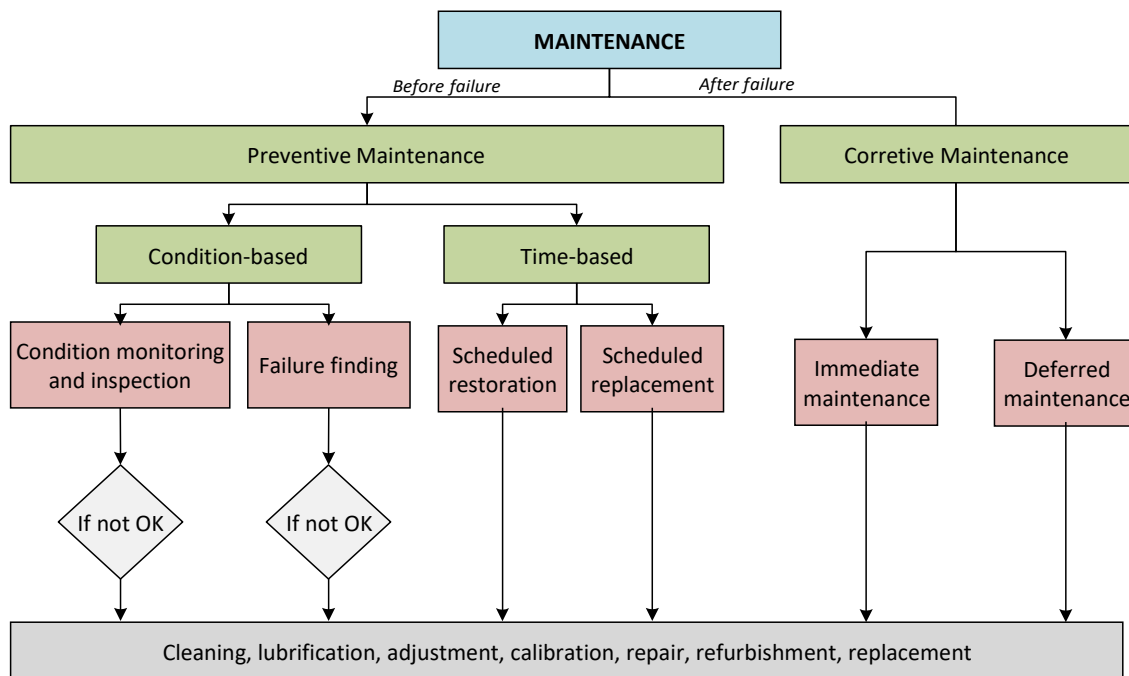 MAINTENANCE
Before failure
After failure
Preventive Maintenance
Corretive Maintenance
Condition-based
Time-based
Condition monitoring
and inspection
Failure finding
Scheduled
restoration
Scheduled
replacement
Immediate
maintenance
Deferred
maintenance
If not OK
If not OK
Cleaning, lubrification, adjustment, calibration, repair, refurbishment, replacement